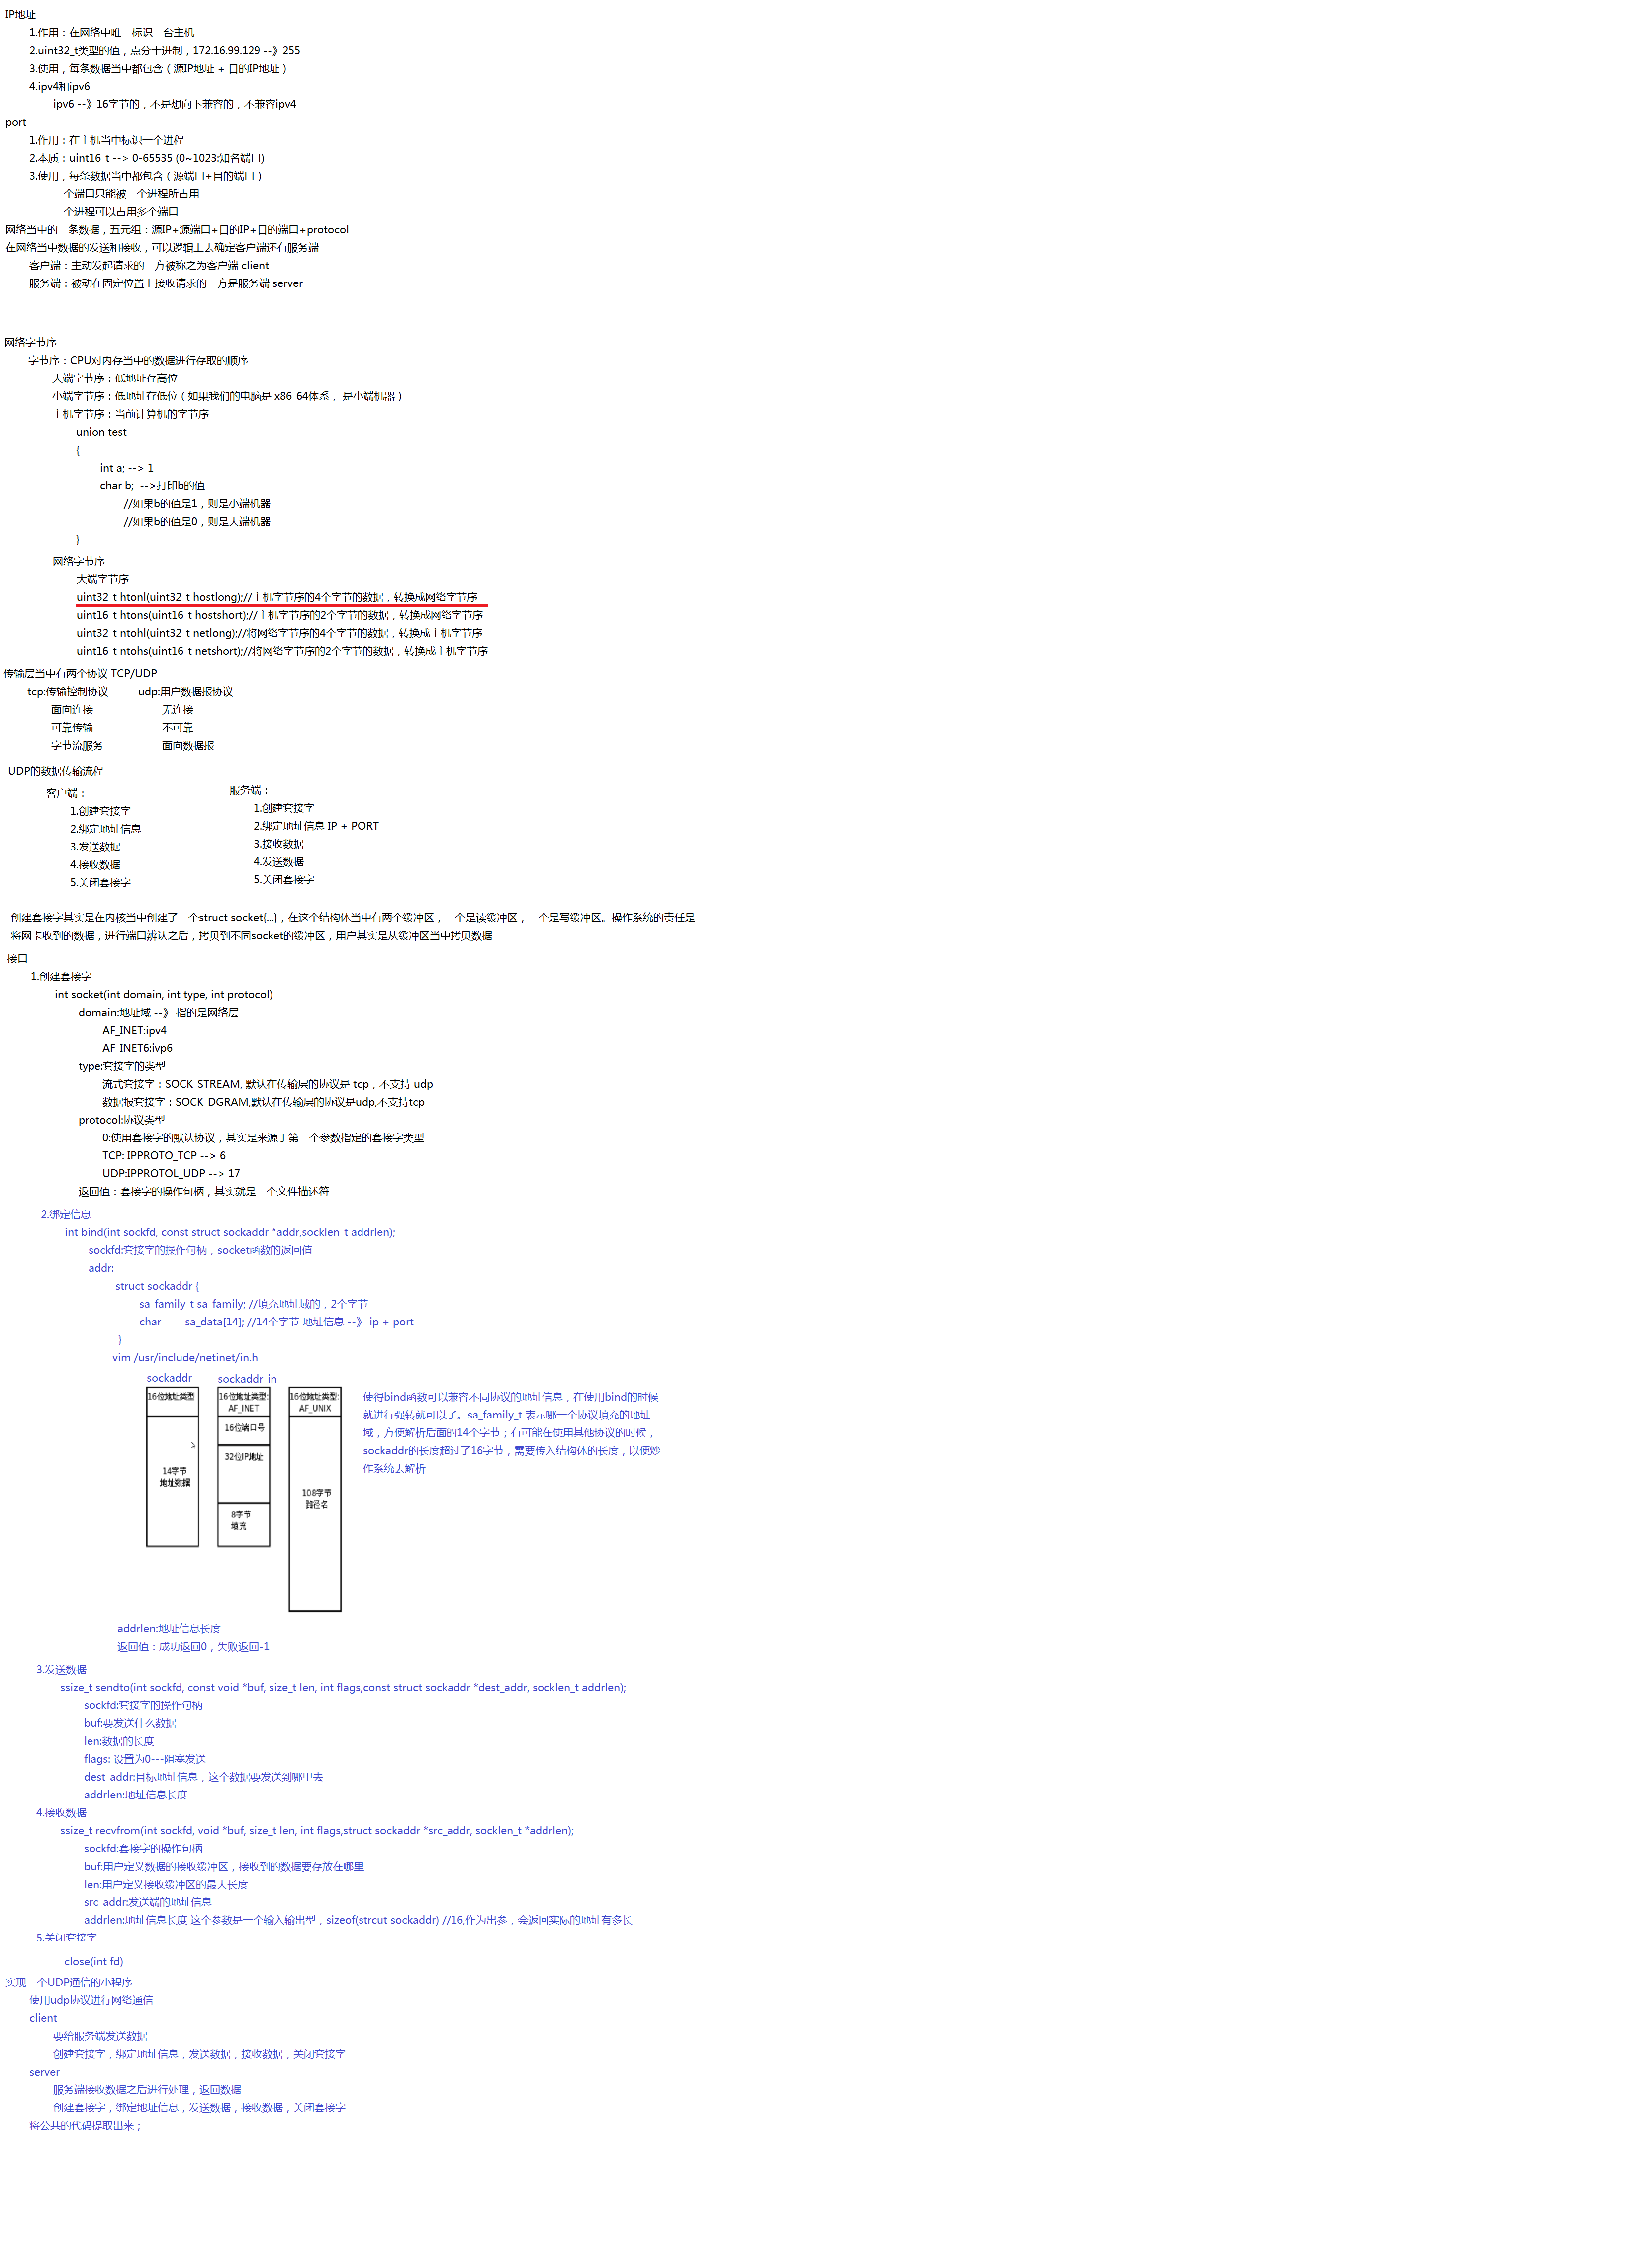 IP地址
1.作用：在网络中唯一标识一台主机
2.uint32_t类型的值，点分十进制，172.16.99.129 --》255
3.使用，每条数据当中都包含（源IP地址 + 目的IP地址）
4.ipv4和ipv6
ipv6 --》16字节的，不是想向下兼容的，不兼容ipv4
port
1.作用：在主机当中标识一个进程
2.本质：uint16_t --> 0-65535 (0~1023:知名端口)
3.使用，每条数据当中都包含（源端口+目的端口）
一个端口只能被一个进程所占用
一个进程可以占用多个端口
网络当中的一条数据，五元组：源IP+源端口+目的IP+目的端口+protocol
在网络当中数据的发送和接收，可以逻辑上去确定客户端还有服务端
客户端：主动发起请求的一方被称之为客户端 client
服务端：被动在固定位置上接收请求的一方是服务端 server
网络字节序
字节序：CPU对内存当中的数据进行存取的顺序
大端字节序：低地址存高位
小端字节序：低地址存低位（如果我们的电脑是 x86_64体系， 是小端机器）
主机字节序：当前计算机的字节序
union test
{
int a; --> 1
char b;  -->打印b的值
//如果b的值是1，则是小端机器
//如果b的值是0，则是大端机器
}
网络字节序
大端字节序
uint32_t htonl(uint32_t hostlong);//主机字节序的4个字节的数据，转换成网络字节序
uint16_t htons(uint16_t hostshort);//主机字节序的2个字节的数据，转换成网络字节序
uint32_t ntohl(uint32_t netlong);//将网络字节序的4个字节的数据，转换成主机字节序
uint16_t ntohs(uint16_t netshort);//将网络字节序的2个字节的数据，转换成主机字节序
传输层当中有两个协议 TCP/UDP
tcp:传输控制协议 udp:用户数据报协议
面向连接 无连接
可靠传输 不可靠
字节流服务 面向数据报
UDP的数据传输流程
客户端：
1.创建套接字
2.绑定地址信息
3.发送数据
4.接收数据
5.关闭套接字
服务端：
1.创建套接字
2.绑定地址信息 IP + PORT
3.接收数据
4.发送数据
5.关闭套接字
创建套接字其实是在内核当中创建了一个struct socket{...}，在这个结构体当中有两个缓冲区，一个是读缓冲区，一个是写缓冲区。操作系统的责任是
将网卡收到的数据，进行端口辨认之后，拷贝到不同socket的缓冲区，用户其实是从缓冲区当中拷贝数据
接口
1.创建套接字
int socket(int domain, int type, int protocol)
domain:地址域 --》 指的是网络层
AF_INET:ipv4
AF_INET6:ivp6
type:套接字的类型
流式套接字：SOCK_STREAM, 默认在传输层的协议是 tcp，不支持 udp
数据报套接字：SOCK_DGRAM,默认在传输层的协议是udp,不支持tcp
protocol:协议类型
0:使用套接字的默认协议，其实是来源于第二个参数指定的套接字类型
TCP: IPPROTO_TCP --> 6
UDP:IPPROTOL_UDP --> 17
返回值：套接字的操作句柄，其实就是一个文件描述符
2.绑定信息
int bind(int sockfd, const struct sockaddr *addr,socklen_t addrlen);
sockfd:套接字的操作句柄，socket函数的返回值
addr:
struct sockaddr {
sa_family_t sa_family; //填充地址域的，2个字节
char sa_data[14]; //14个字节 地址信息 --》 ip + port
}
vim /usr/include/netinet/in.h
sockaddr
16位地址类型
14字节
地址数据
sockaddr_in
16位地址类型:
AF_INET
16位端口号
32位IP地址
8字节
填充
16位地址类型:
AF_UNIX
108字节
路径名
使得bind函数可以兼容不同协议的地址信息，在使用bind的时候
就进行强转就可以了。sa_family_t 表示哪一个协议填充的地址
域，方便解析后面的14个字节；有可能在使用其他协议的时候，
sockaddr的长度超过了16字节，需要传入结构体的长度，以便炒
作系统去解析
addrlen:地址信息长度
返回值：成功返回0，失败返回-1
3.发送数据
ssize_t sendto(int sockfd, const void *buf, size_t len, int flags,const struct sockaddr *dest_addr, socklen_t addrlen);
sockfd:套接字的操作句柄
buf:要发送什么数据
len:数据的长度
flags: 设置为0---阻塞发送
dest_addr:目标地址信息，这个数据要发送到哪里去
addrlen:地址信息长度
4.接收数据
ssize_t recvfrom(int sockfd, void *buf, size_t len, int flags,struct sockaddr *src_addr, socklen_t *addrlen);
sockfd:套接字的操作句柄
buf:用户定义数据的接收缓冲区，接收到的数据要存放在哪里
len:用户定义接收缓冲区的最大长度
src_addr:发送端的地址信息
addrlen:地址信息长度 这个参数是一个输入输出型，sizeof(strcut sockaddr) //16,作为出参，会返回实际的地址有多长
5.关闭套接字
close(int fd)
实现一个UDP通信的小程序
使用udp协议进行网络通信
client
要给服务端发送数据
创建套接字，绑定地址信息，发送数据，接收数据，关闭套接字
server
服务端接收数据之后进行处理，返回数据
创建套接字，绑定地址信息，发送数据，接收数据，关闭套接字
将公共的代码提取出来；